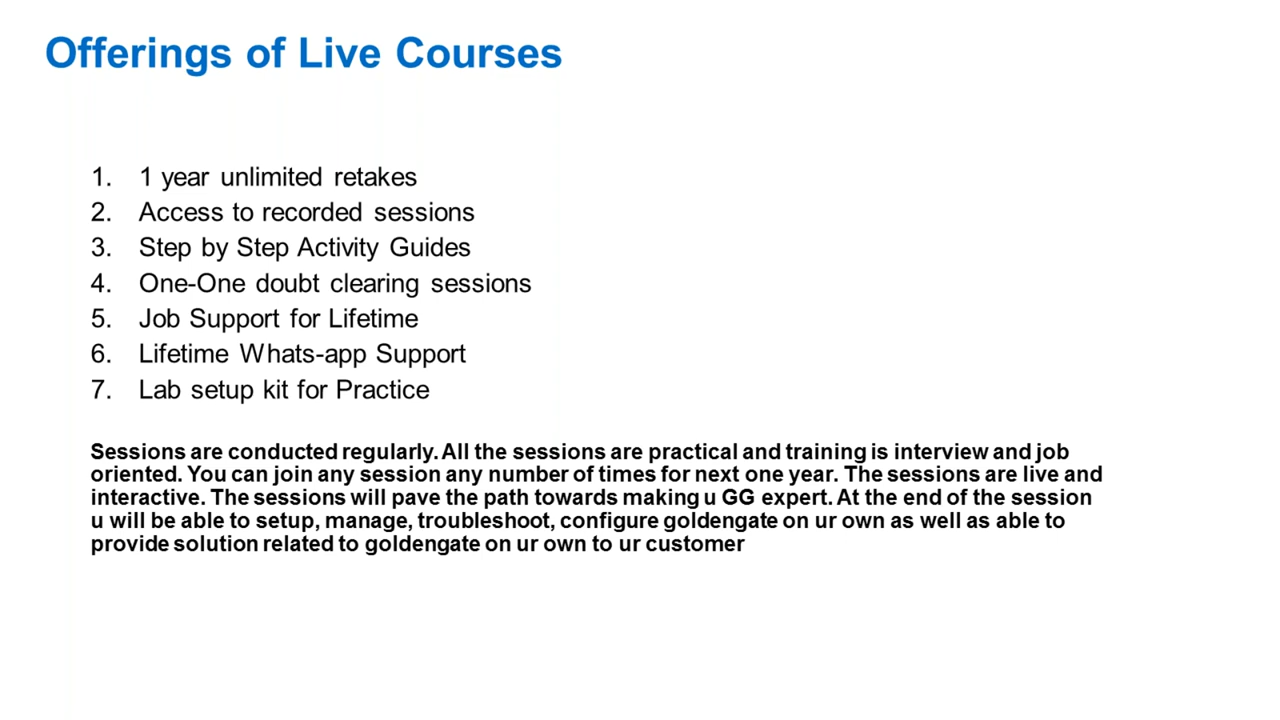 Offerings of Live Courses
1. 1 year unlimited retakes
2. Access to recorded sessions
3. Step by Step Activity Guides
4. One-One doubt clearing sessions
5. Job Support for Lifetime
6. Lifetime Whats-app Support
7. Lab setup kit for Practice
Sessions are conducted regularly. All the sessions are practical and training is interview and job
oriented. You can join any session any number of times for next one year. The sessions are live and
interactive. The sessions will pave the path towards making u GG expert. At the end of the session
u will be able to setup, manage, troubleshoot, configure goldengate on ur own as well as able to
provide solution related to goldengate on ur own to ur customer